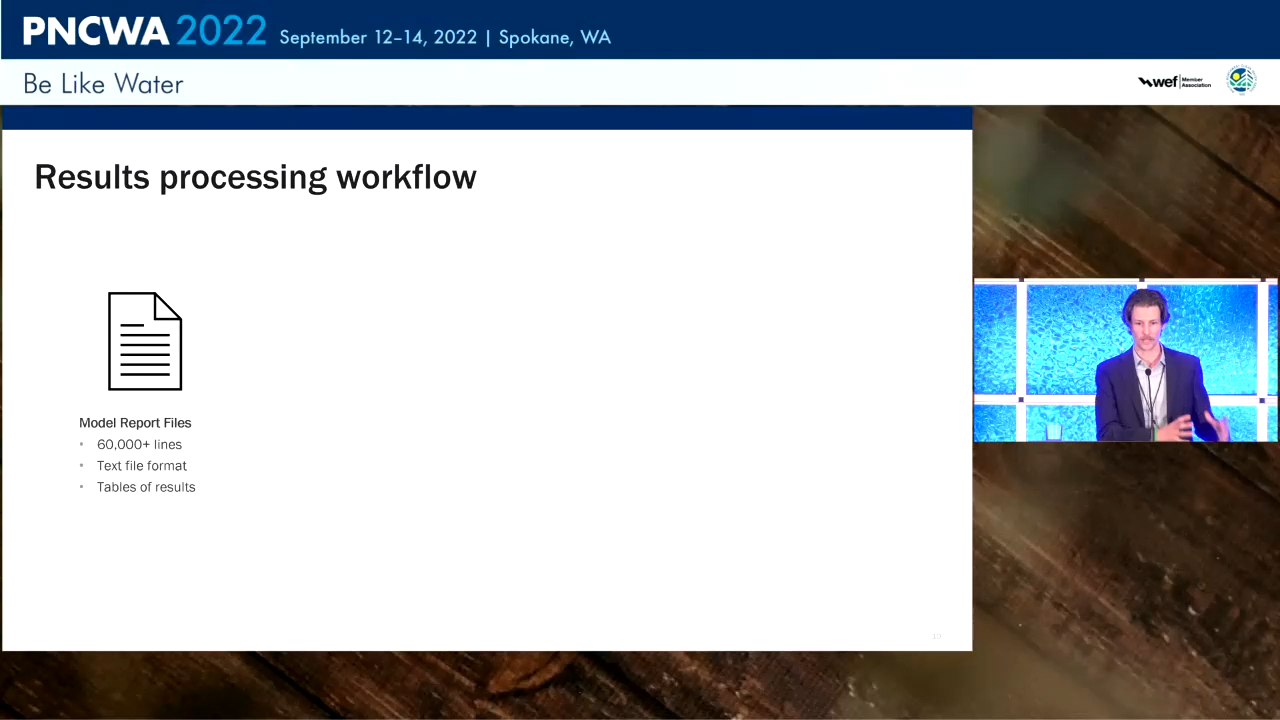 PNCWA 2022 September 12–14, 2022 | Spokane, WA
Be Like Water
wef Member Association
Results processing workflow
Model Report Files
• 60,000+ lines
• Text file format
• Tables of results
10